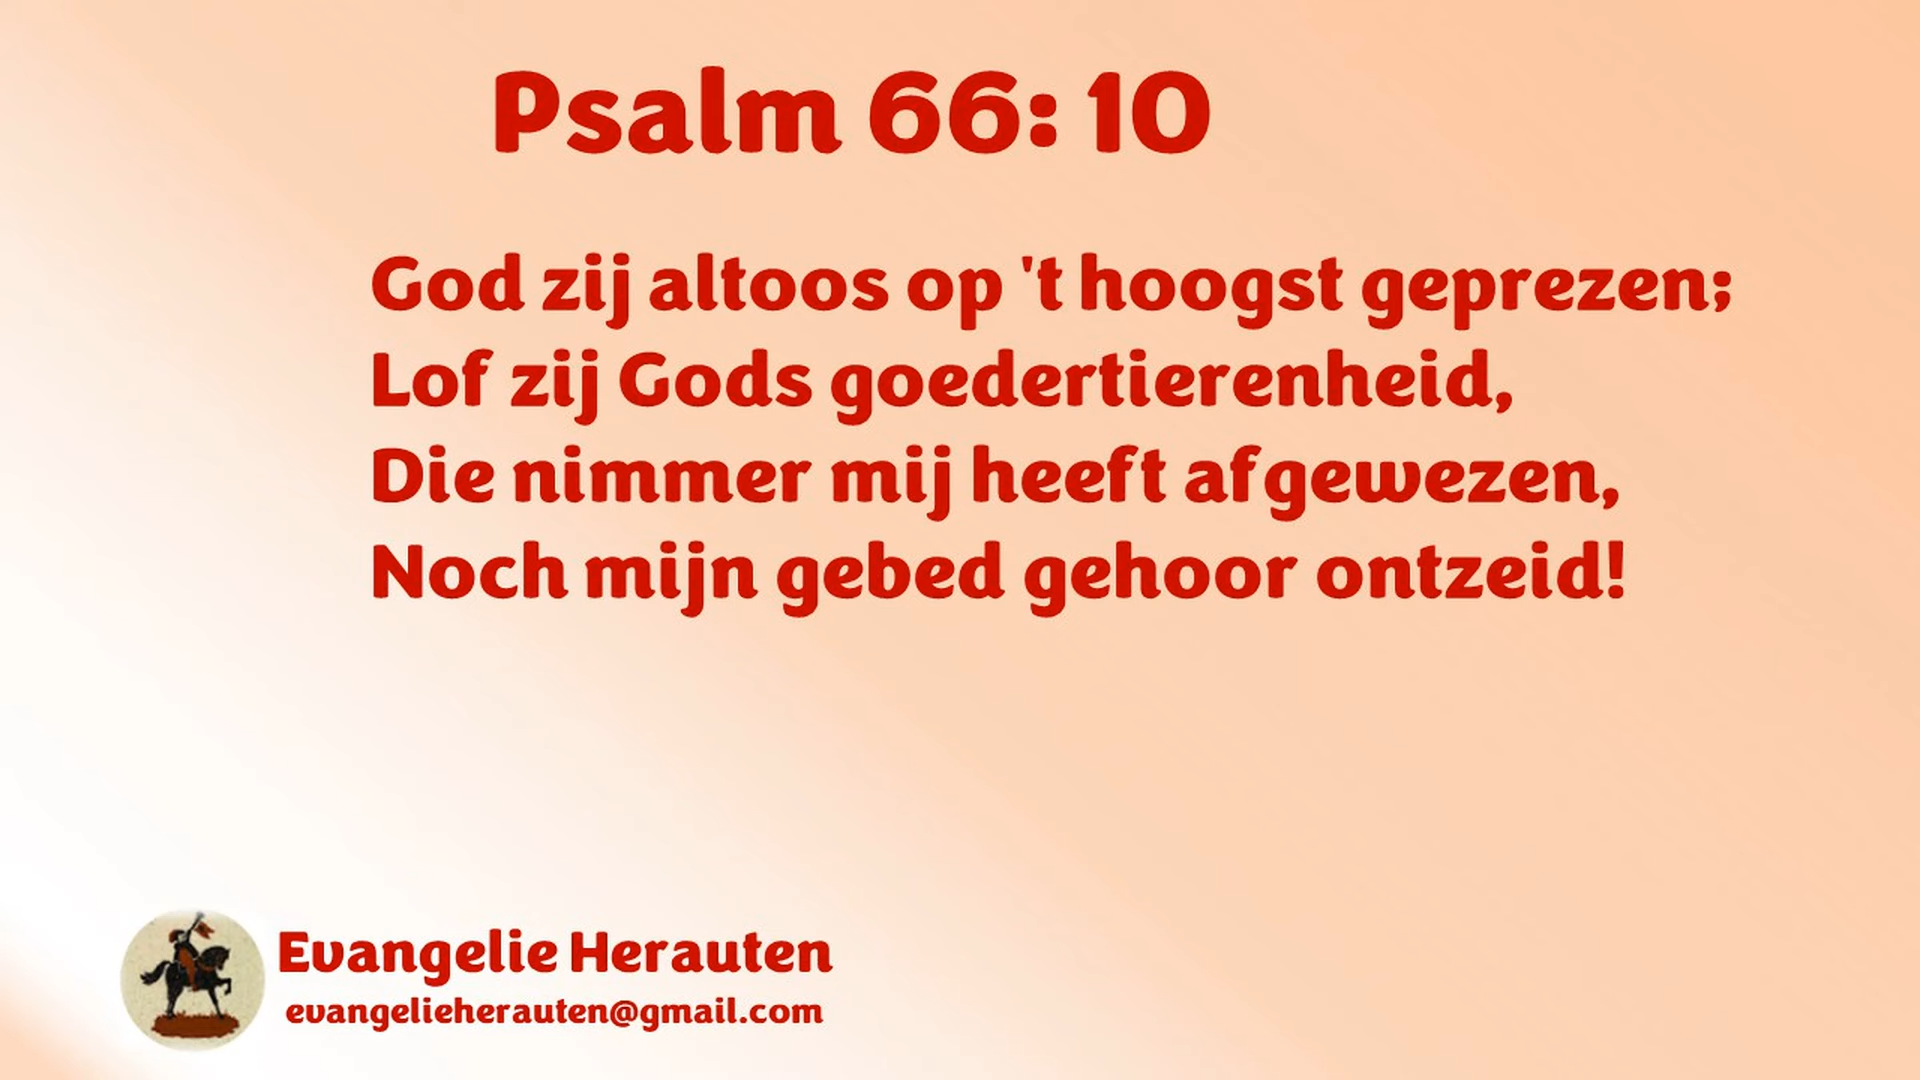 Psalm 66: 10
God zij altoos op 't hoogst geprezen;
Lof zij Gods goedertierenheid,
Die nimmer mij heeft afgewezen,
Noch mijn gebed gehoor ontzeid!
Evangelie Herauten
evangelieherauten@gmail.com